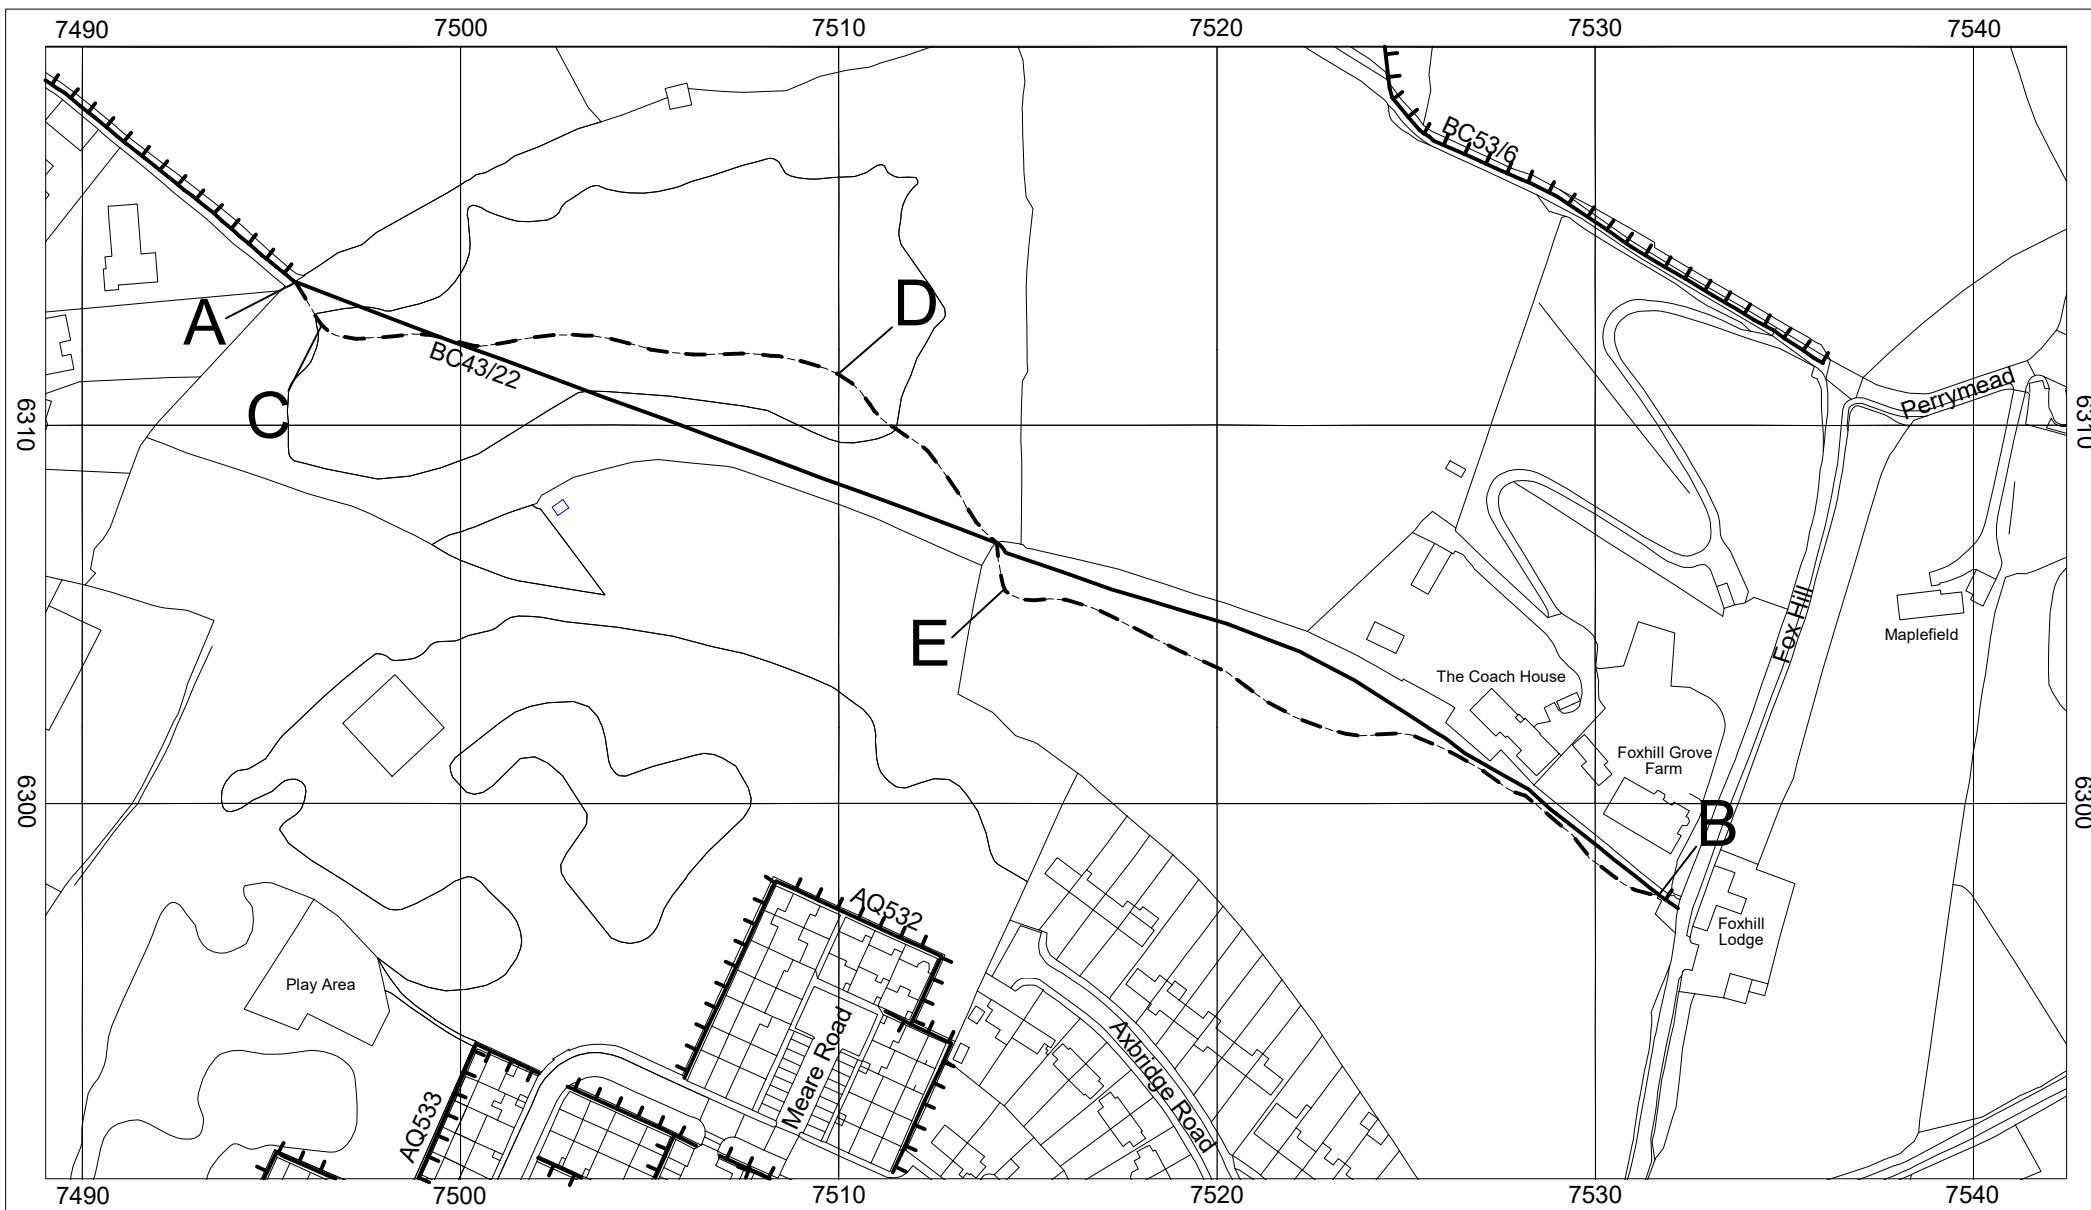 7490 7500 7510 7520 7530 7540
BC53/6
A
D
BC43/22
C
Perrymead
6310 6310
E
Fox Hill
Maplefield
The Coach House
Foxhill Grove
Farm
6300 6300
B
AQ532
Foxhill
Lodge
Play Area
Meare Road
Axbridge Road
AQ533
7490 7500 7510 7520 7530 7540